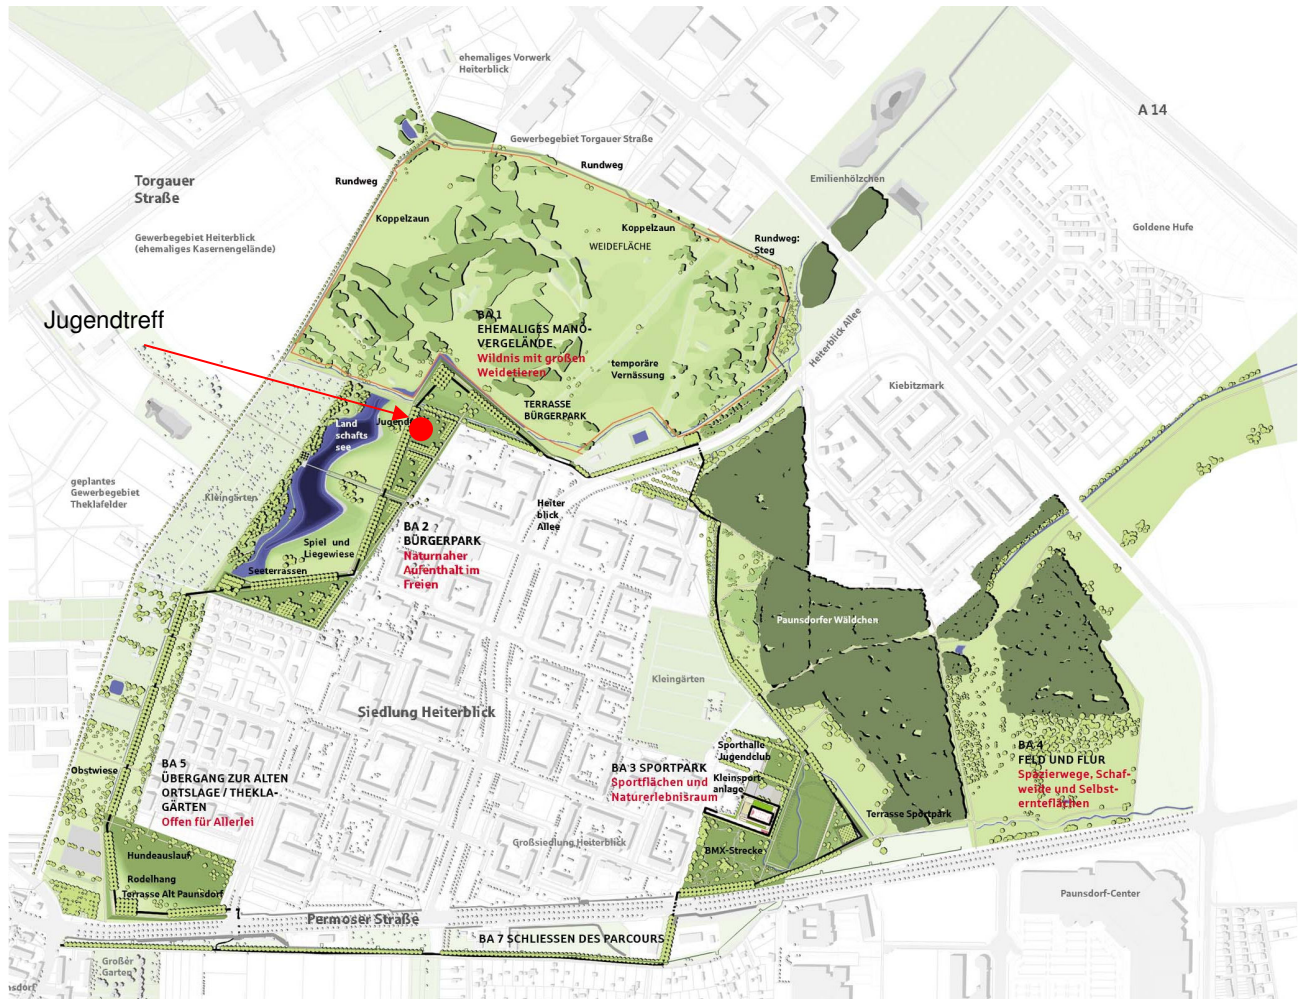 ehemaliges Vorwerk
Heiterblick
A 14
Gewerbegebiet Torgauer Straße
Rundweg
Rundweg
Torgauer
Straße
Emilienhölzchen
Koppelzaun
Koppelzaun
WEIDEFLÄCHE
Rundweg:
Steg
Goldene Hufe
Gewerbegebiet Heiterblick
(ehemaliges Kasernengelände)
Jugendtreff
BA 1
EHEMALIGES MANÖ-
VERGELÄNDE
Wildnis mit großen
Weidetieren
temporäre
Vernässung
Heiterblick Allee
Kiebitzmark
TERRASSE
BÜRGERPARK
Land
schafts
see
geplantes
Gewerbegebiet
Theklafelder
Kleingärten
Heiter
blick
Allee
BA 2
BÜRGERPARK
Naturnaher
Aufenthalt im
Freien
Spiel und
Liegewiese
Seeterrassen
Paunsdorfer Wäldchen
Kleingärten
Siedlung Heiterblick
Sporthalle
Jugendclub
BA 3 SPORTPARK
Sportflächen und
Naturerlebnisraum
Kleinsport-
anlage
BA 4
FELD UND FLUR
Spazierwege, Schaf-
weide und Selbst-
ernteflächen
Obstwiese
BA 5
ÜBERGANG ZUR ALTEN
ORTSLAGE / THEKLA-
GÄRTEN
Offen für Allerlei
Terrasse Sportpark
Großsiedlung Heiterblick
BMX-Strecke
Hundeauslauf
Rodelhang
Terrasse Alt Paunsdorf
Paunsdorf-Center
Permoser Straße
BA 7 SCHLIESSEN DES PARCOURS
Großer
Garten